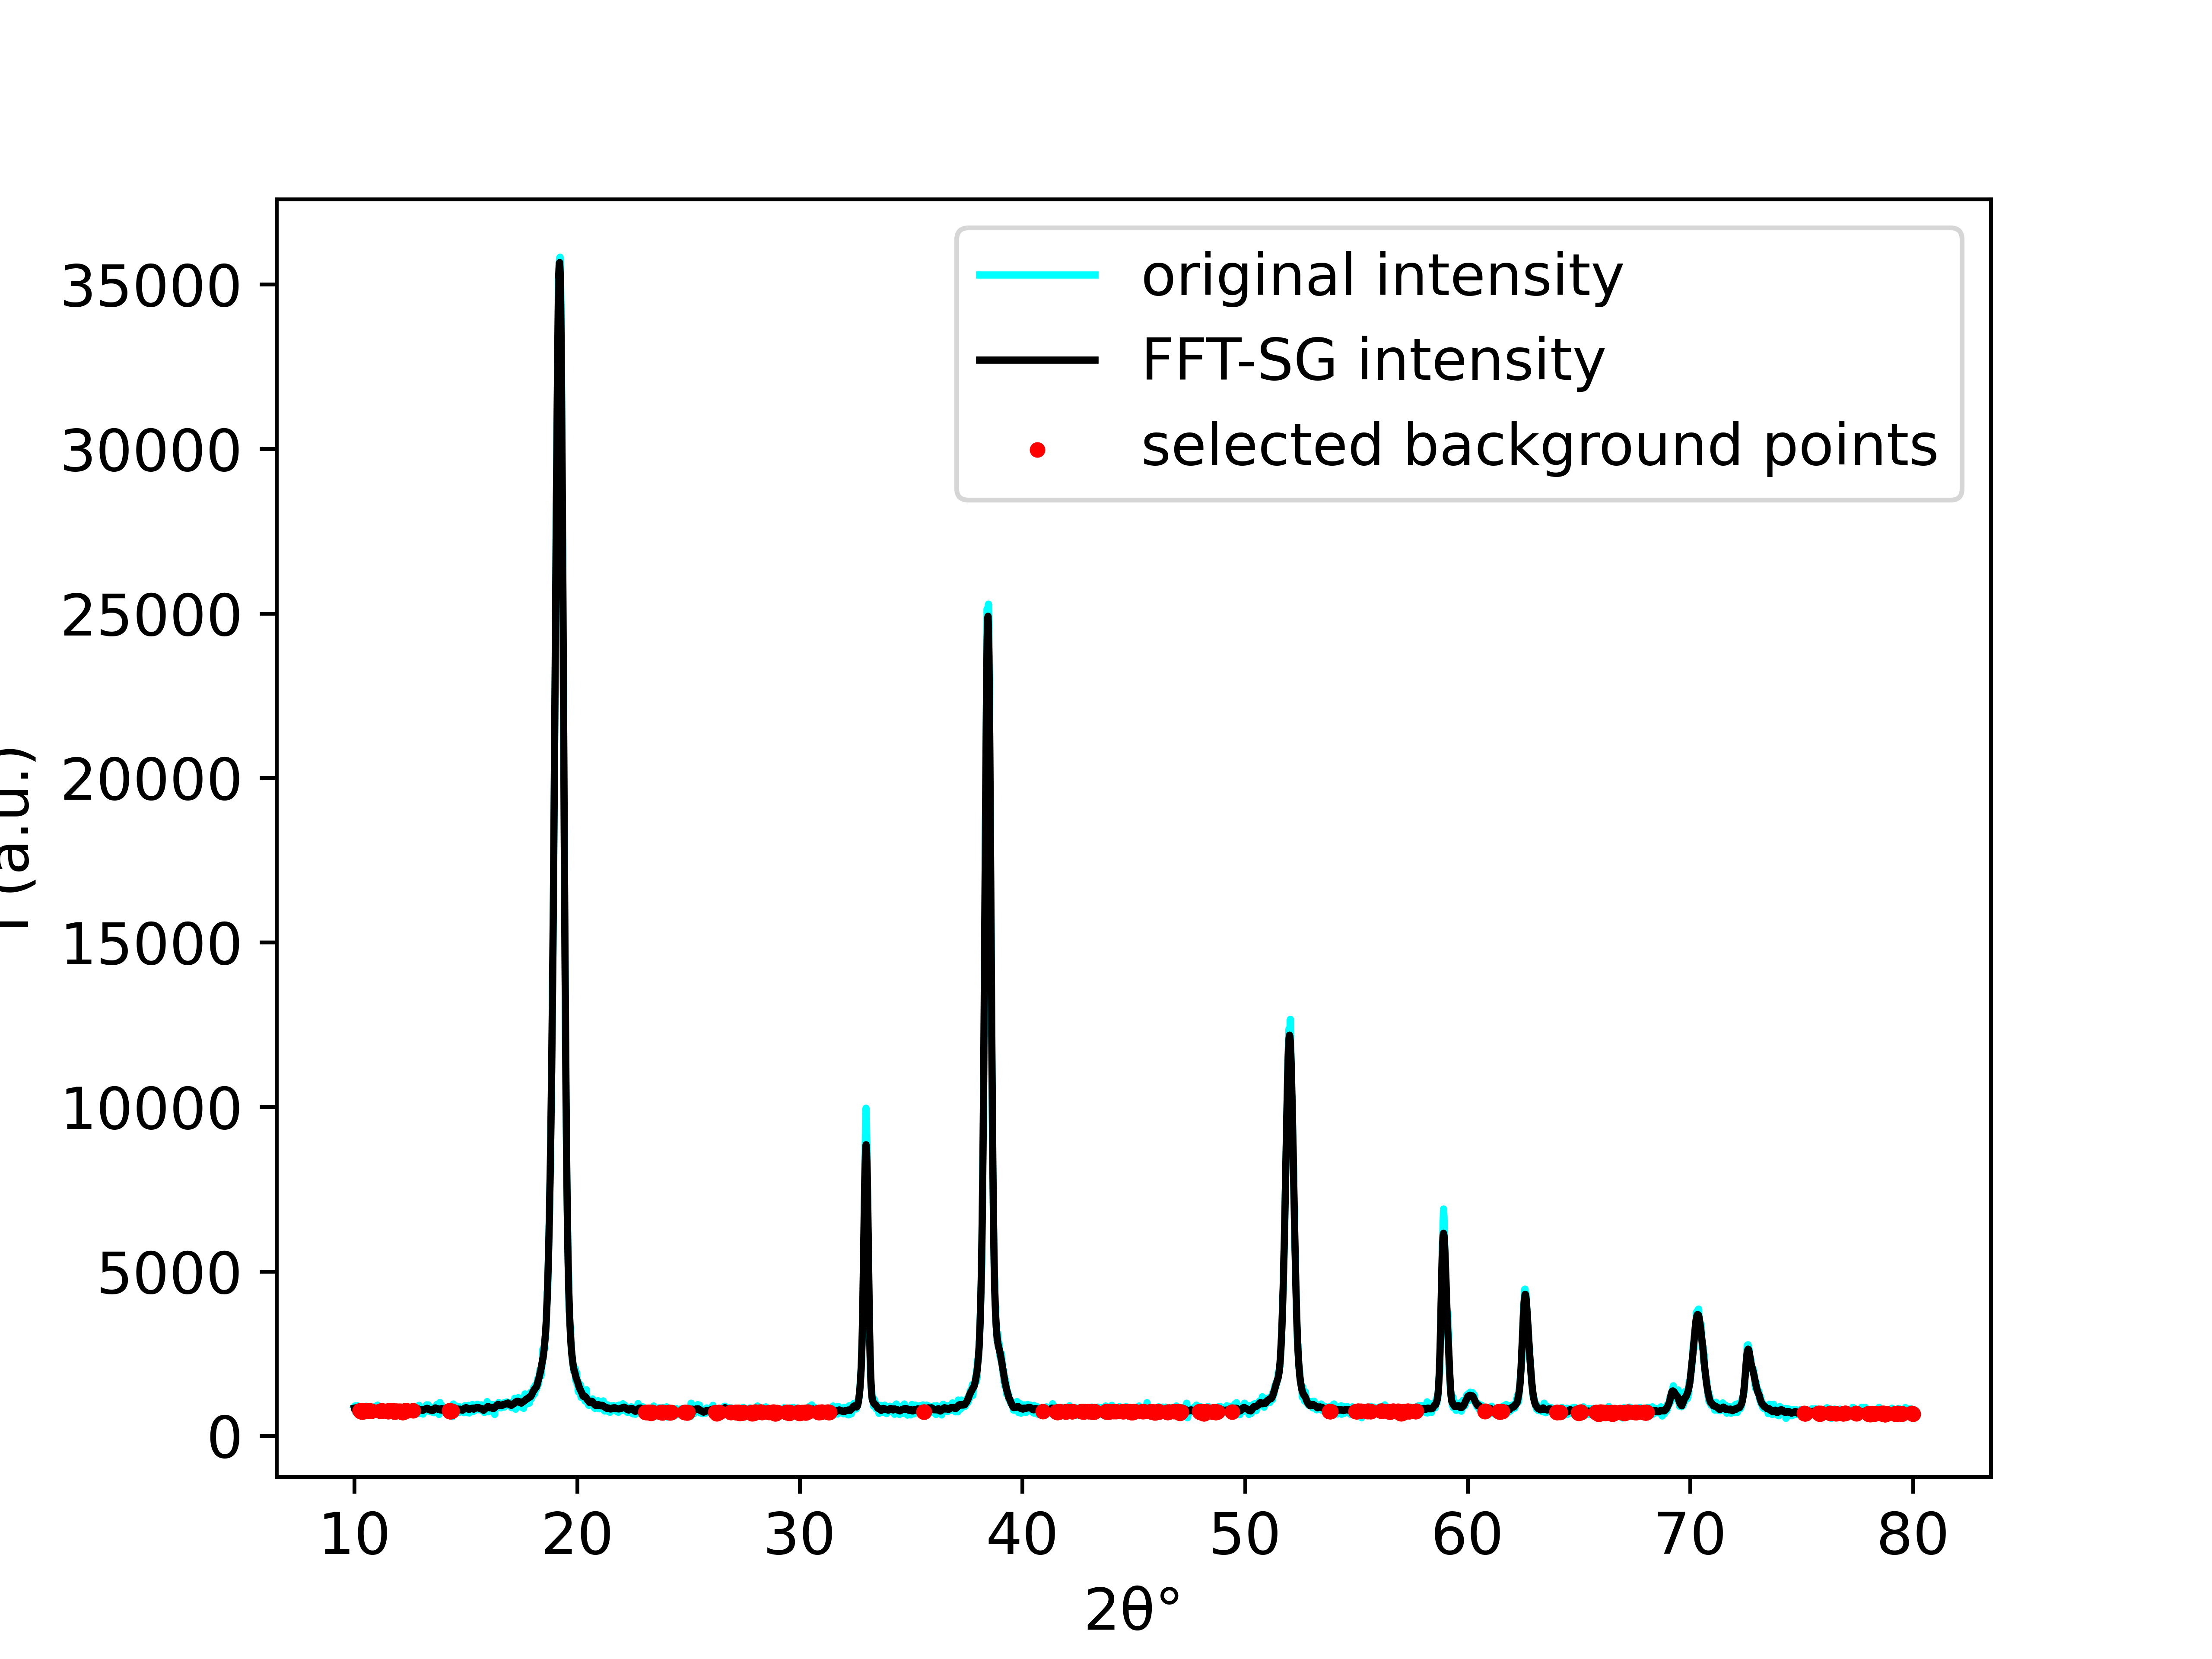 original intensity
FFT-SG intensity
selected background points
35000
30000
25000
20000
15000
10000
5000
0
(a.u.)
10 20 30 40 50 60 70 80
2θ°